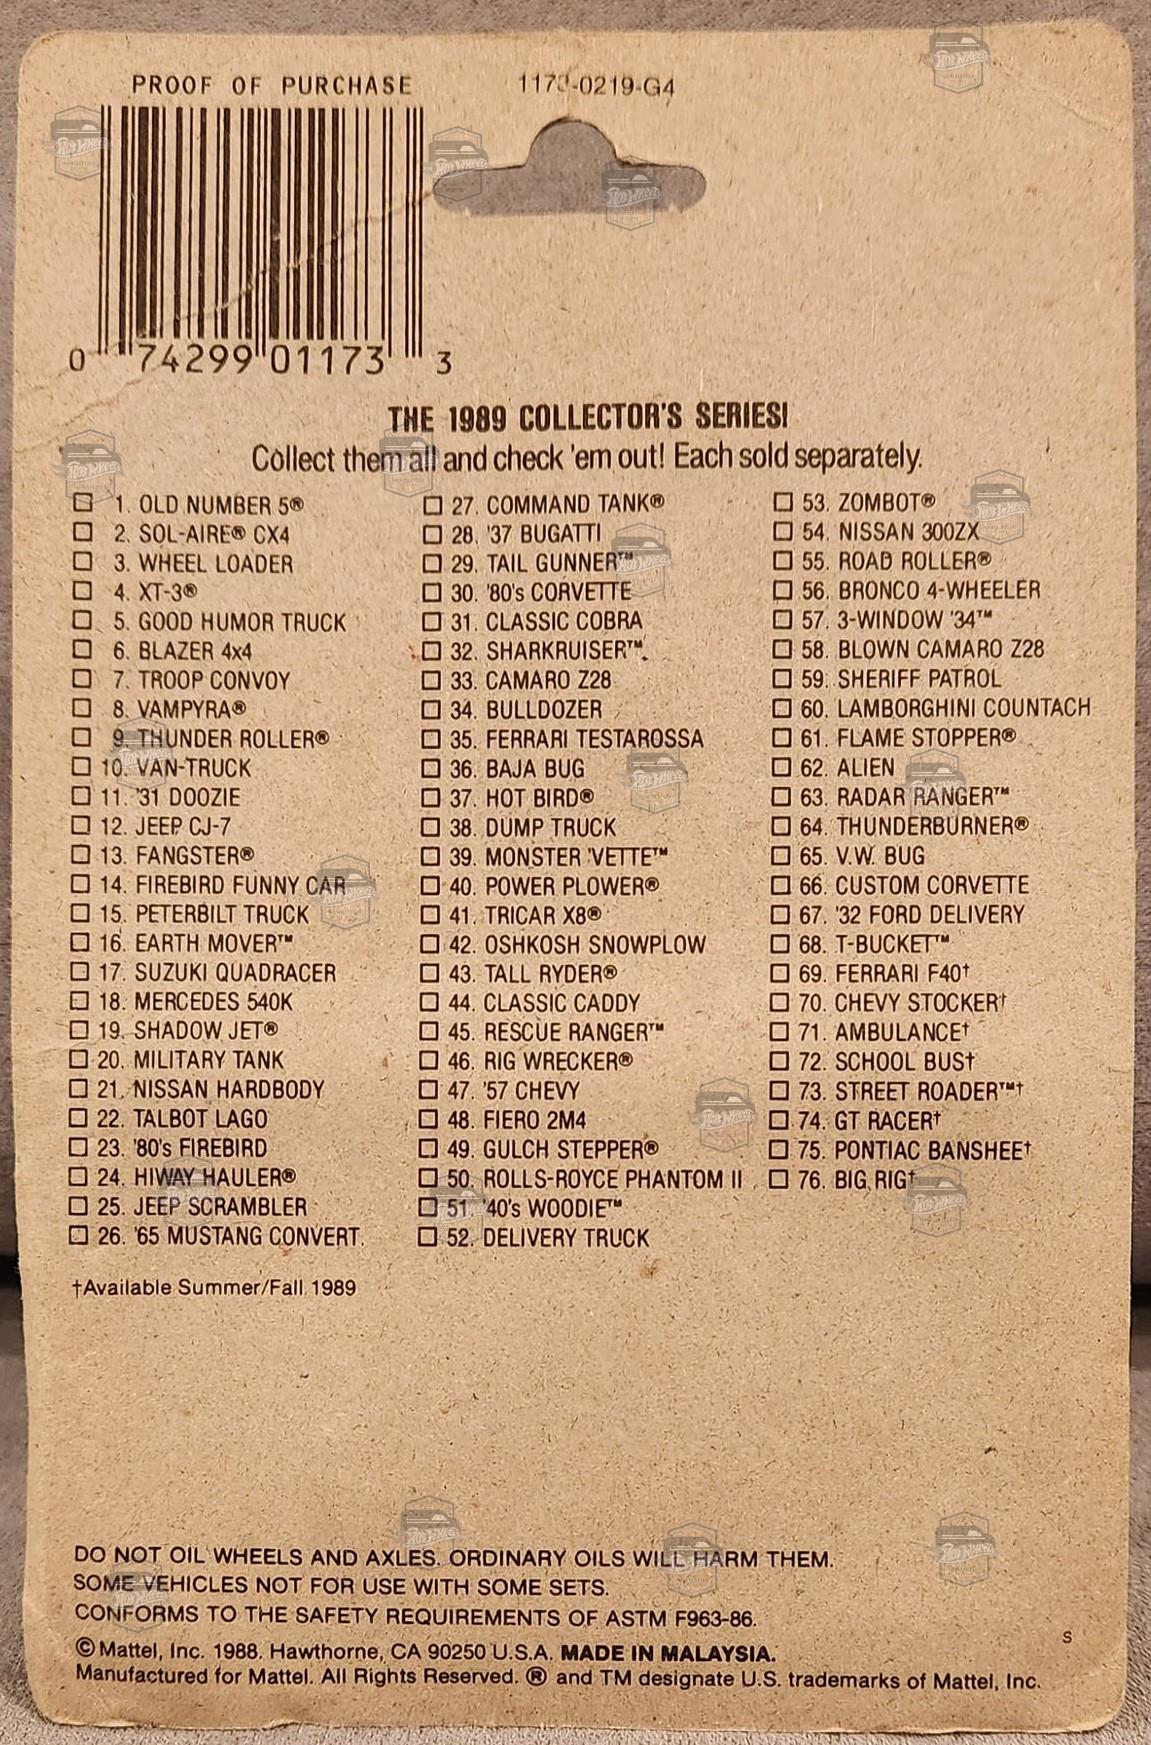 PROOF OF PURCHASE
1173-0219-G4
0 74299 01173 3
THE 1989 COLLECTOR'S SERIES!
Collect them all and check 'em out! Each sold separately.
1. OLD NUMBER 5®
2. SOL-AIRE® CX4
3. WHEEL LOADER
4. XT-3®
5. GOOD HUMOR TRUCK
6. BLAZER 4x4
7. TROOP CONVOY
8. VAMPYRA®
9. THUNDER ROLLER®
10. VAN-TRUCK
11. '31 DOOZIE
12. JEEP CJ-7
13. FANGSTER®
14. FIREBIRD FUNNY CAR
15. PETERBILT TRUCK
16. EARTH MOVER™
17. SUZUKI QUADRACER
18. MERCEDES 540K
19. SHADOW JET®
20. MILITARY TANK
21. NISSAN HARDBODY
22. TALBOT LAGO
23. '80's FIREBIRD
24. HIWAY HAULER®
25. JEEP SCRAMBLER
26. '65 MUSTANG CONVERT.
27. COMMAND TANK®
28. '37 BUGATTI
29. TAIL GUNNER™
30. '80's CORVETTE
31. CLASSIC COBRA
32. SHARKRUISER™
33. CAMARO Z28
34. BULLDOZER
35. FERRARI TESTAROSSA
36. BAJA BUG
37. HOT BIRD®
38. DUMP TRUCK
39. MONSTER 'VETTE™
40. POWER PLOWER®
41. TRICAR X8®
42. OSHKOSH SNOWPLOW
43. TALL RYDER®
44. CLASSIC CADDY
45. RESCUE RANGER™
46. RIG WRECKER®
47. '57 CHEVY
48. FIERO 2M4
49. GULCH STEPPER®
50. ROLLS-ROYCE PHANTOM II
51. '40's WOODIE™
52. DELIVERY TRUCK
53. ZOMBOT®
54. NISSAN 300ZX
55. ROAD ROLLER®
56. BRONCO 4-WHEELER
57. 3-WINDOW '34™
58. BLOWN CAMARO Z28
59. SHERIFF PATROL
60. LAMBORGHINI COUNTACH
61. FLAME STOPPER®
62. ALIEN
63. RADAR RANGER™
64. THUNDERBURNER®
65. V.W. BUG
66. CUSTOM CORVETTE
67. '32 FORD DELIVERY
68. T-BUCKET™
69. FERRARI F40†
70. CHEVY STOCKER†
71. AMBULANCE†
72. SCHOOL BUS†
73. STREET ROADER™†
74. GT RACER†
75. PONTIAC BANSHEE†
76. BIG RIG†
†Available Summer/Fall 1989
DO NOT OIL WHEELS AND AXLES. ORDINARY OILS WILL HARM THEM.
SOME VEHICLES NOT FOR USE WITH SOME SETS.
CONFORMS TO THE SAFETY REQUIREMENTS OF ASTM F963-86.
S
©Mattel, Inc. 1988. Hawthorne, CA 90250 U.S.A. MADE IN MALAYSIA.
Manufactured for Mattel. All Rights Reserved. ® and TM designate U.S. trademarks of Mattel, Inc.